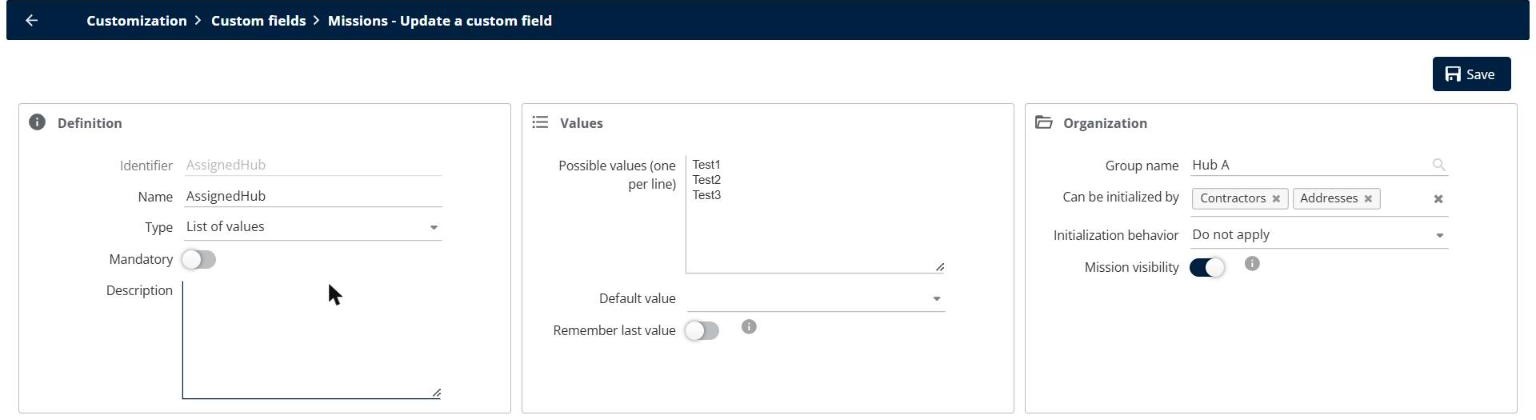 Customization > Custom fields > Missions - Update a custom field
Save
Definition
Identifier AssignedHub
Name AssignedHub
Type List of values
Mandatory
Description
Values
Possible values (one
per line)
Test1
Test2
Test3
Default value
Remember last value
Organization
Group name Hub A
Can be initialized by Contractors × Addresses ×
Initialization behavior Do not apply
Mission visibility